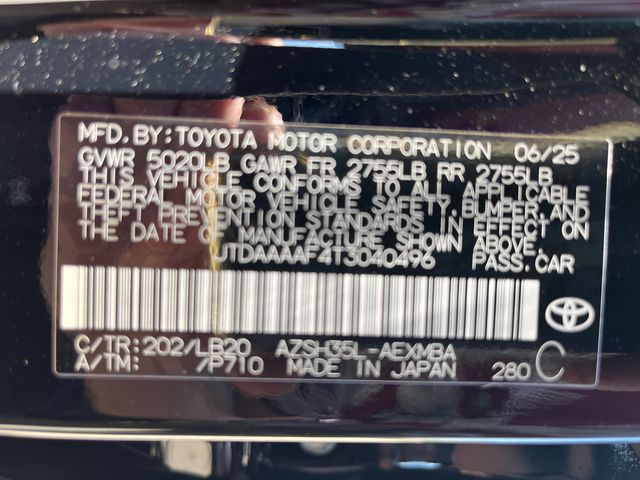 MFD.BY:TOYOTA MOTOR CORPORATION 06/25
GVWR 5020LB GAWR FR 2755LB RR 2755LB
THIS VEHICLE CONFORMS TO ALL APPLICABLE
FEDERAL MOTOR VEHICLE SAFETY,BUMPER,AND
THEFT PREVENTION STANDARDS IN EFFECT ON
THE DATE OF MANUFACTURE SHOWN ABOVE.
JTDAAAAF4T3040496 PASS.CAR
C/TR:202/LB20 AZSH35L-AEXMBA
A/TM: /P710 MADE IN JAPAN 280 C